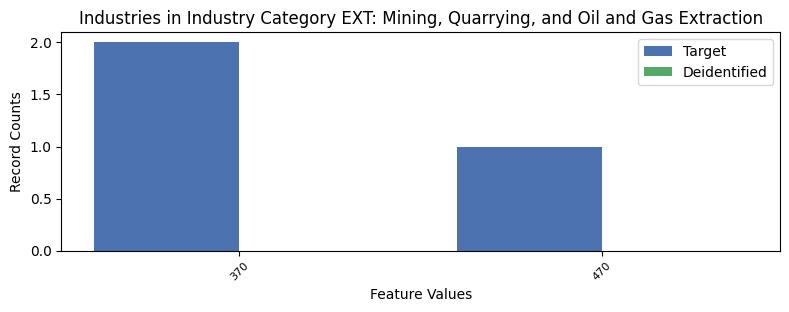 Industries in Industry Category EXT: Mining, Quarrying, and Oil and Gas Extraction
Target
Deidentified
Record Counts
2.0
1.5
1.0
0.5
0.0
370
470
Feature Values